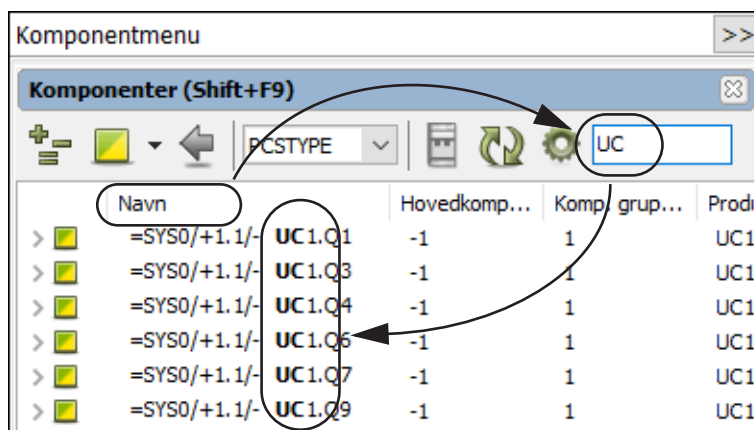 Komponentmenu >>
Komponenter (Shift+F9)
PCSTYPE UC
Navn Hovedkomp... Komp. grup... Produ
=SYS0/+1.1/- UC1.Q1 -1 1 UC1
=SYS0/+1.1/- UC1.Q3 -1 1 UC1
=SYS0/+1.1/- UC1.Q4 -1 1 UC1
=SYS0/+1.1/- UC1.Q6 -1 1 UC1
=SYS0/+1.1/- UC1.Q7 -1 1 UC1
=SYS0/+1.1/- UC1.Q9 -1 1 UC1